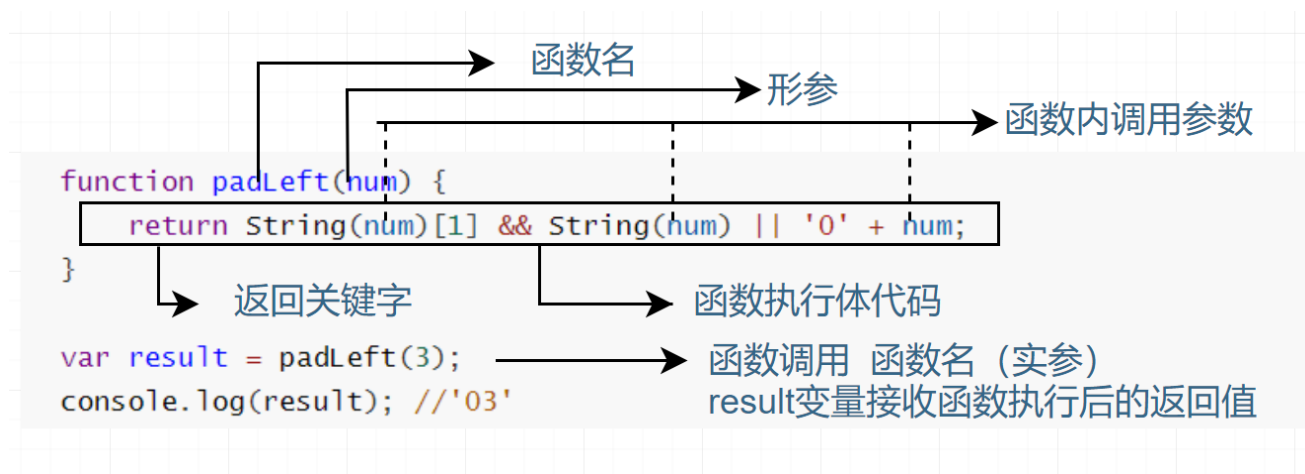 函数名
形参
函数内调用参数
function padLeft(num) {
    return String(num)[1] && String(num) || '0' + num;
}
返回关键字
函数执行体代码
var result = padLeft(3);
函数调用 函数名（实参）
console.log(result); //'03'
result变量接收函数执行后的返回值